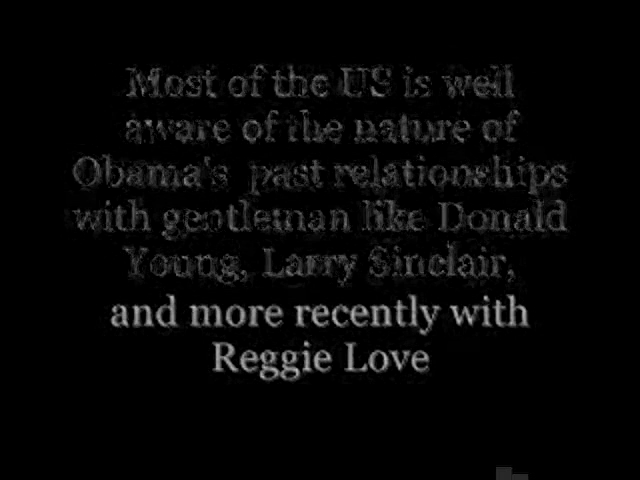 Most of the US is well
aware of the nature of
Obama's past relationships
with gentleman like Donald
Young, Larry Sinclair,
and more recently with
Reggie Love